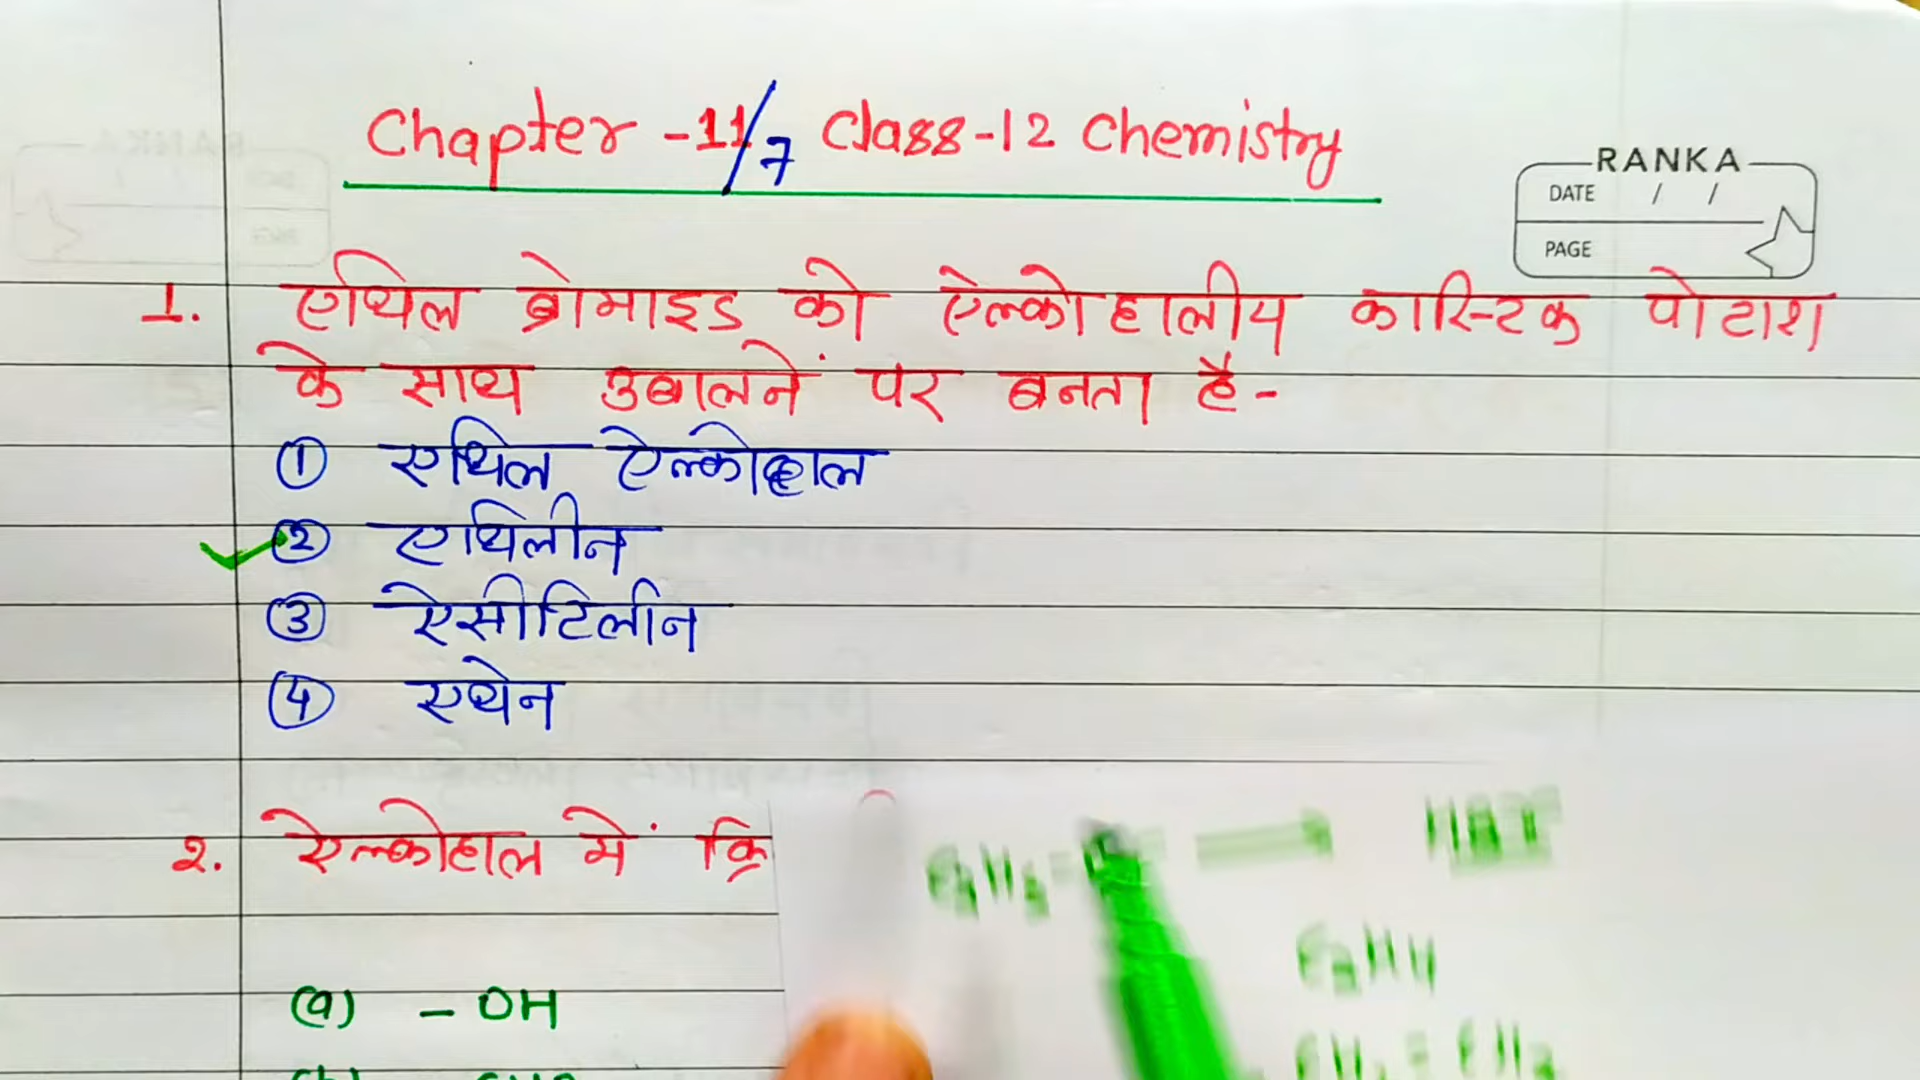 Chapter -11/7 Class-12 Chemistry
RANKA
DATE / /
PAGE
1. एथिल ब्रोमाइड को ऐल्कोहालीय कास्टिक पोटाश
के साथ उबालनें पर बनता है-
① एथिल ऐल्कोहाल
② एथिलीन
③ ऐसीटिलीन
④ एथेन
2. ऐल्कोहाल में क्रि
C2H4
(a) - OH